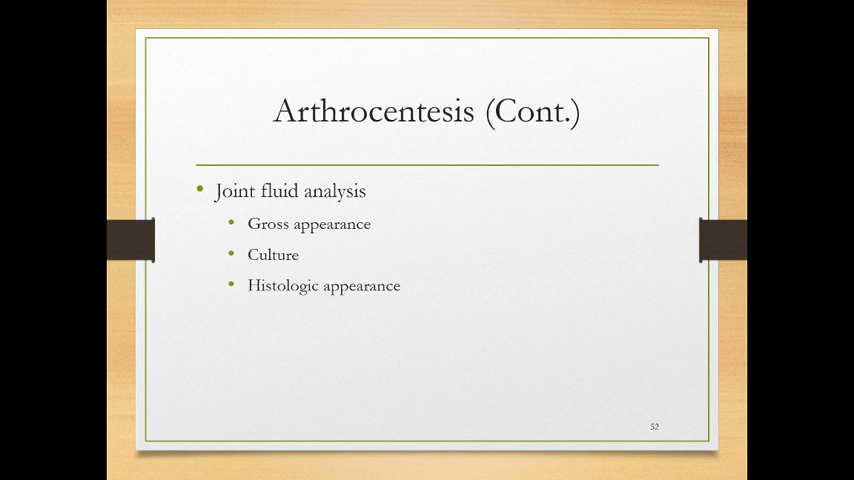 Arthrocentesis (Cont.)
• Joint fluid analysis
• Gross appearance
• Culture
• Histologic appearance
52